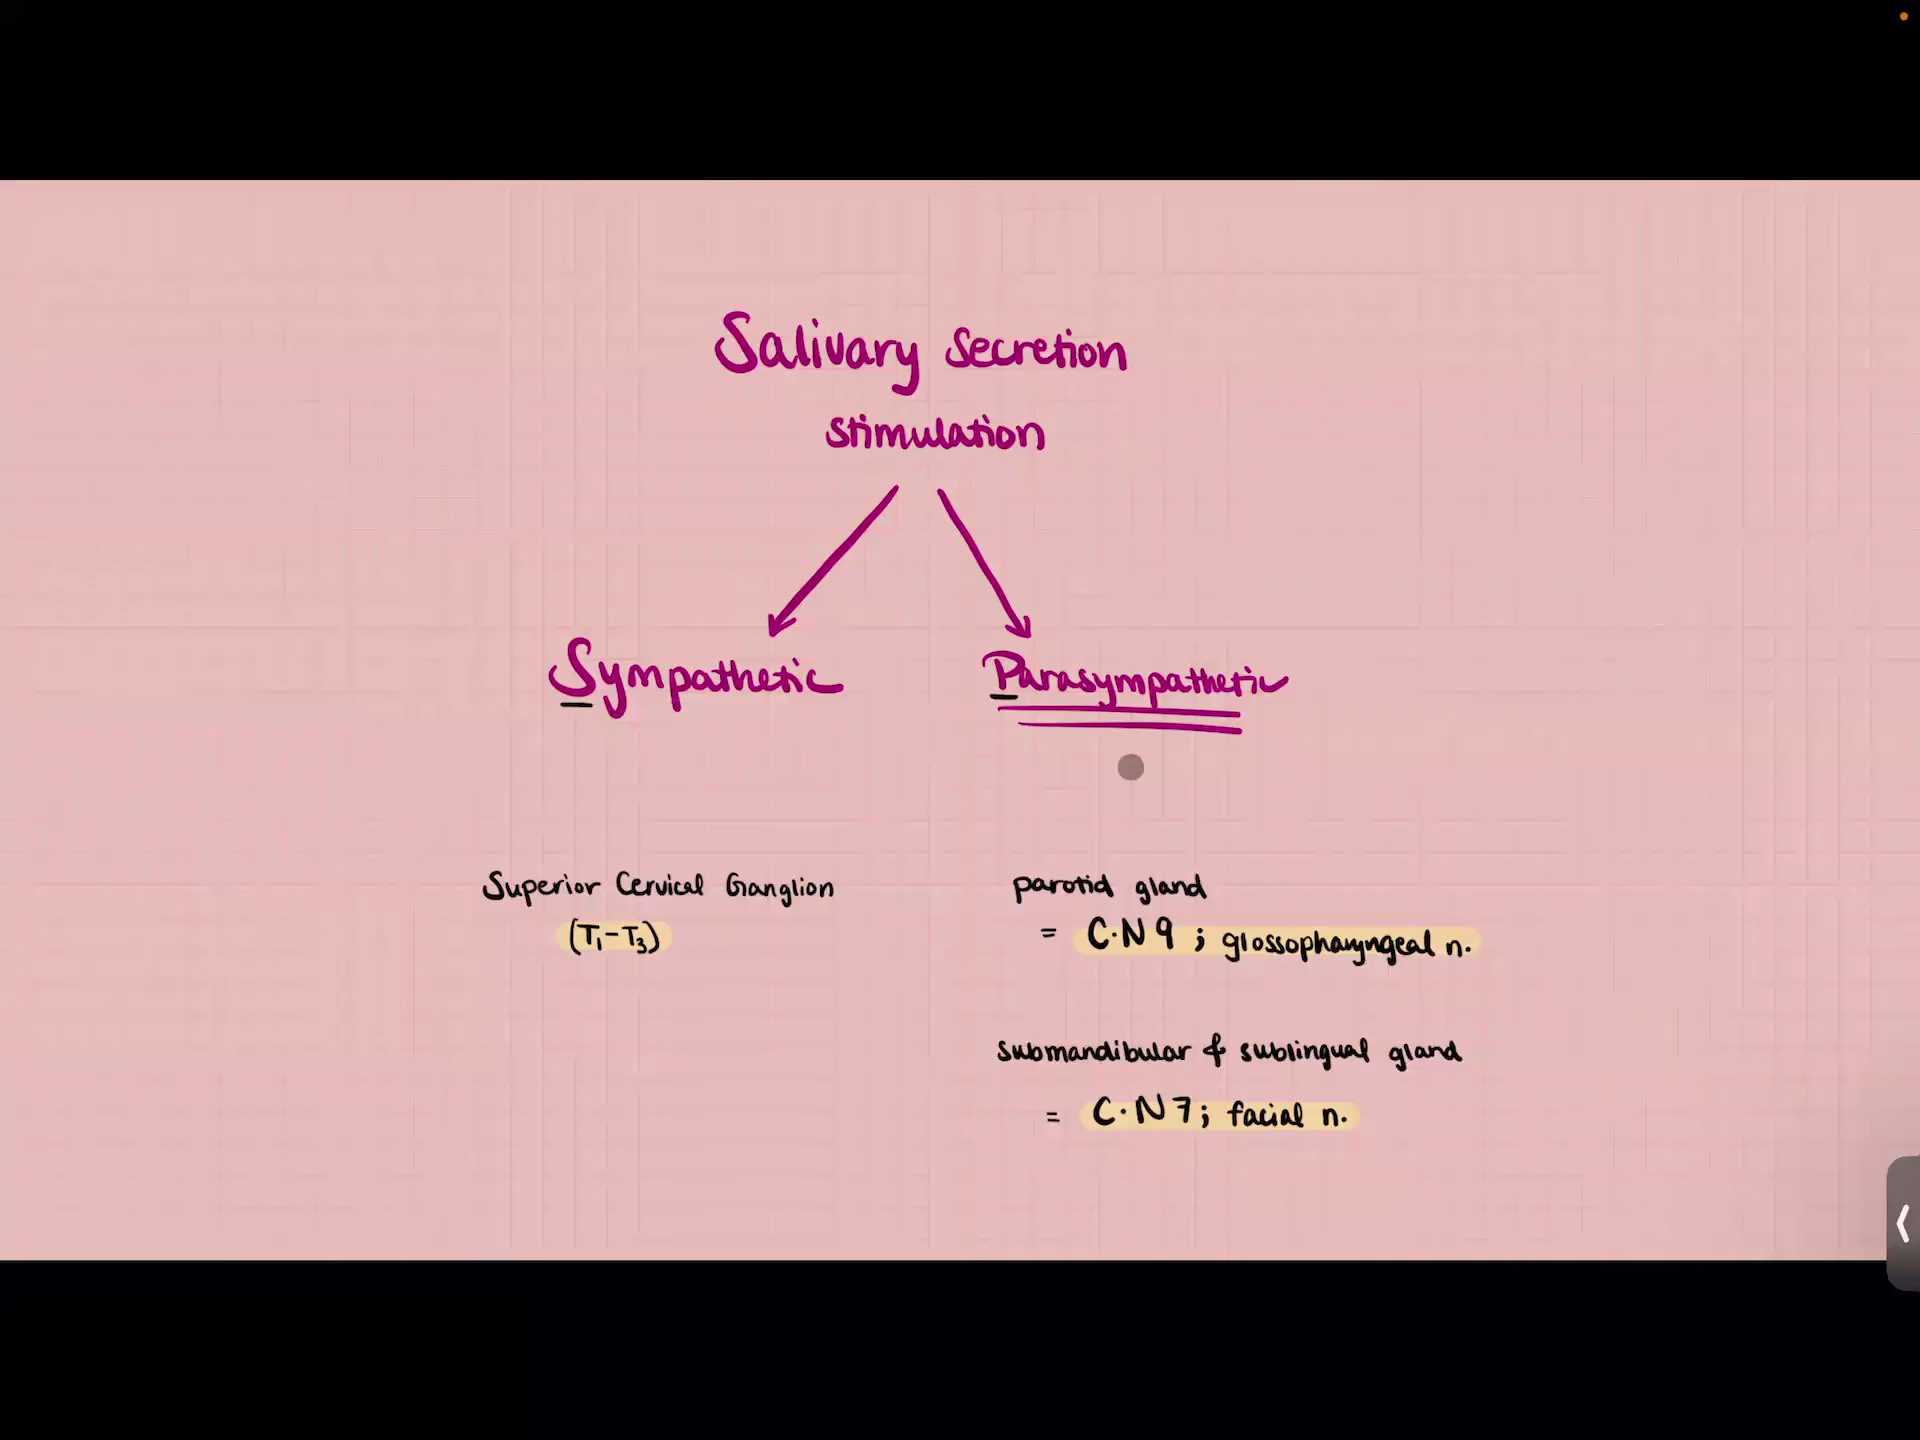 Salivary secretion
stimulation
Sympathetic
Parasympathetic
Superior Cervical Ganglion
(T1-T3)
parotid gland
= C.N 9 ; glossopharyngeal n.
submandibular & sublingual gland
= C.N 7; facial n.